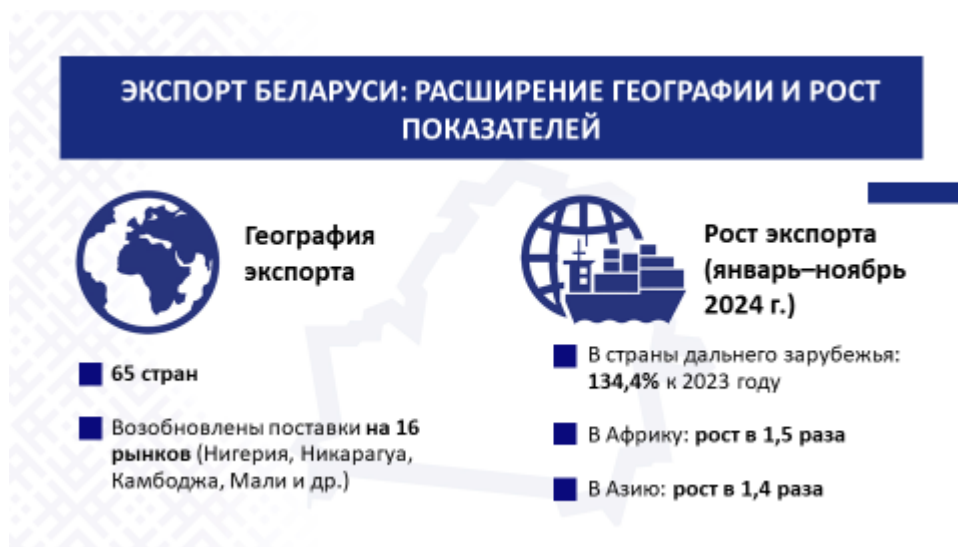 ЭКСПОРТ БЕЛАРУСИ: РАСШИРЕНИЕ ГЕОГРАФИИ И РОСТ
ПОКАЗАТЕЛЕЙ
География
экспорта
65 стран
Возобновлены поставки на 16
рынков (Нигерия, Никарагуа,
Камбоджа, Мали и др.)
Рост экспорта
(январь–ноябрь
2024 г.)
В страны дальнего зарубежья:
134,4% к 2023 году
В Африку: рост в 1,5 раза
В Азию: рост в 1,4 раза